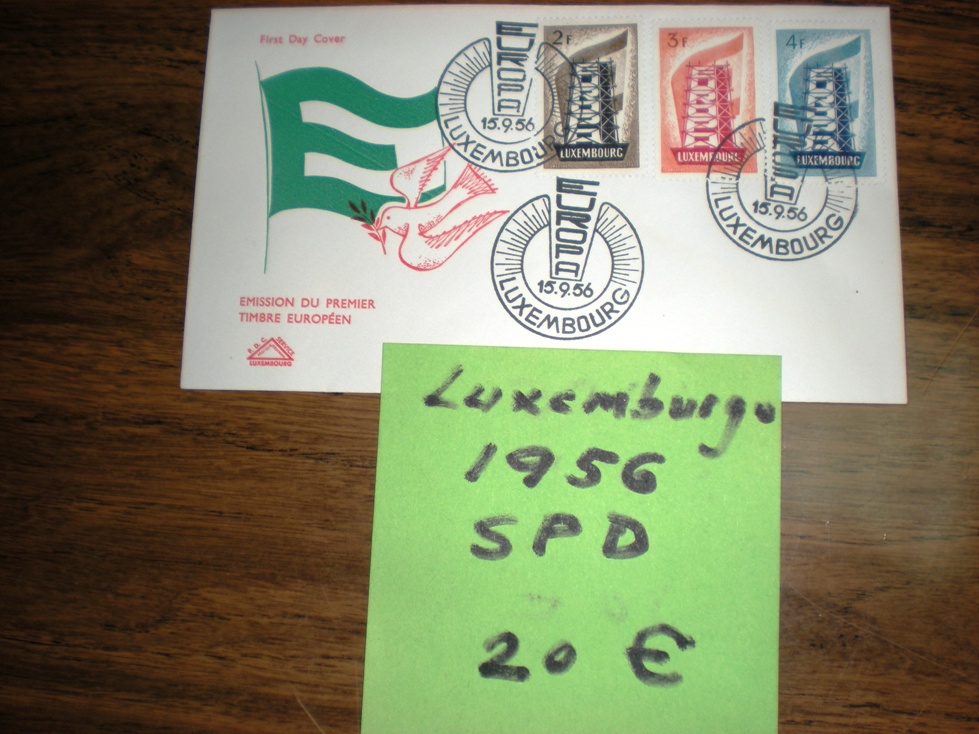 First Day Cover
EUROPA
15.9.56
LUXEMBOURG
2F
LUXEMBOURG
3F
LUXEMBOURG
4F
LUXEMBOURG
EUROPA
15.9.56
LUXEMBOURG
EUROPA
15.9.56
LUXEMBOURG
EMISSION DU PREMIER
TIMBRE EUROPÉEN
F.D.C. SERVICE
LUXEMBOURG
Luxemburgo
1956
SPD
20 €